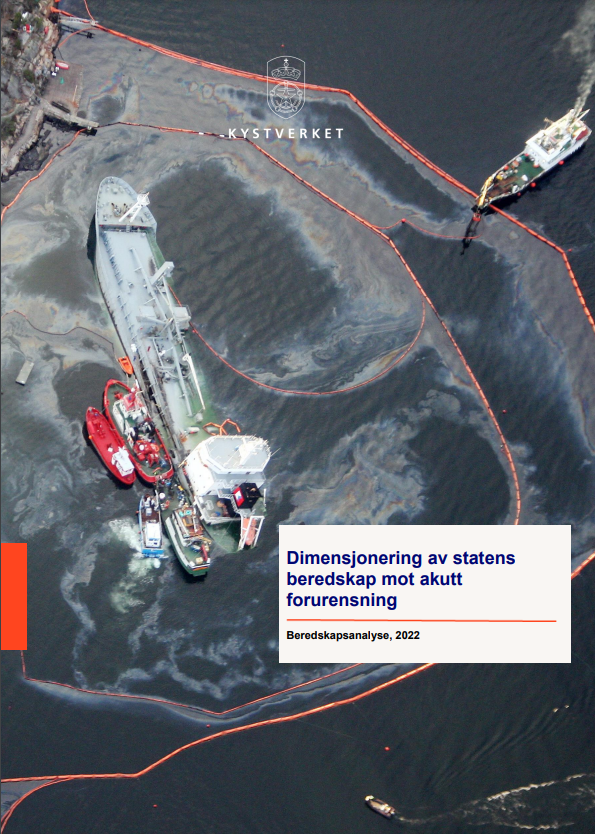 KYSTVERKET
Dimensjonering av statens
beredskap mot akutt
forurensning
Beredskapsanalyse, 2022